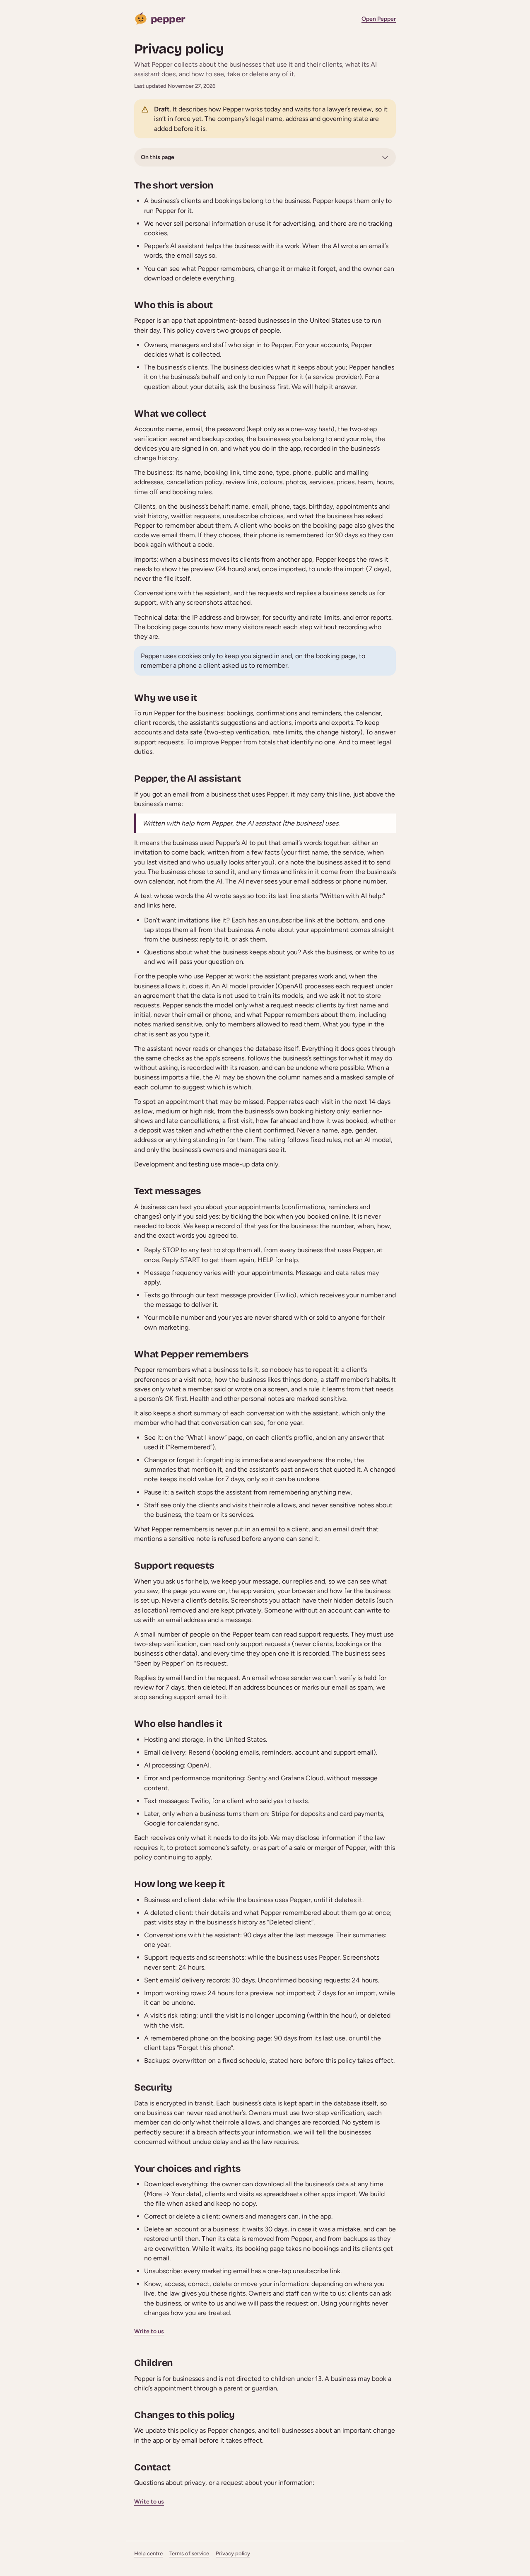 pepper
Open Pepper
Privacy policy
What Pepper collects about the businesses that use it and their clients, what its AI
assistant does, and how to see, take or delete any of it.
Last updated November 27, 2026
Draft. It describes how Pepper works today and waits for a lawyer's review, so it
isn't in force yet. The company's legal name, address and governing state are
added before it is.
On this page
The short version
• A business's clients and bookings belong to the business. Pepper keeps them only to
run Pepper for it.
• We never sell personal information or use it for advertising, and there are no tracking
cookies.
• Pepper's AI assistant helps the business with its work. When the AI wrote an email's
words, the email says so.
• You can see what Pepper remembers, change it or make it forget, and the owner can
download or delete everything.
Who this is about
Pepper is an app that appointment-based businesses in the United States use to run
their day. This policy covers two groups of people.
• Owners, managers and staff who sign in to Pepper. For your accounts, Pepper
decides what is collected.
• The business's clients. The business decides what it keeps about you; Pepper handles
it on the business's behalf and only to run Pepper for it (a service provider). For a
question about your details, ask the business first. We will help it answer.
What we collect
Accounts: name, email, the password (kept only as a one-way hash), the two-step
verification secret and backup codes, the businesses you belong to and your role, the
devices you are signed in on, and what you do in the app, recorded in the business's
change history.
The business: its name, booking link, time zone, type, phone, public and mailing
addresses, cancellation policy, review link, colours, photos, services, prices, team, hours,
time off and booking rules.
Clients, on the business's behalf: name, email, phone, tags, birthday, appointments and
visit history, waitlist requests, unsubscribe choices, and what the business has asked
Pepper to remember about them. A client who books on the booking page also gives the
code we email them. If they choose, their phone is remembered for 90 days so they can
book again without a code.
Imports: when a business moves its clients from another app, Pepper keeps the rows it
needs to show the preview (24 hours) and, once imported, to undo the import (7 days),
never the file itself.
Conversations with the assistant, and the requests and replies a business sends us for
support, with any screenshots attached.
Technical data: the IP address and browser, for security and rate limits, and error reports.
The booking page counts how many visitors reach each step without recording who
they are.
Pepper uses cookies only to keep you signed in and, on the booking page, to
remember a phone a client asked us to remember.
Why we use it
To run Pepper for the business: bookings, confirmations and reminders, the calendar,
client records, the assistant's suggestions and actions, imports and exports. To keep
accounts and data safe (two-step verification, rate limits, the change history). To answer
support requests. To improve Pepper from totals that identify no one. And to meet legal
duties.
Pepper, the AI assistant
If you got an email from a business that uses Pepper, it may carry this line, just above the
business's name:
Written with help from Pepper, the AI assistant [the business] uses.
It means the business used Pepper's AI to put that email's words together: either an
invitation to come back, written from a few facts (your first name, the service, when
you last visited and who usually looks after you), or a note the business asked it to send
you. The business chose to send it, and any times and links in it come from the business's
own calendar, not from the AI. The AI never sees your email address or phone number.
A text whose words the AI wrote says so too: its last line starts "Written with AI help:"
and links here.
• Don't want invitations like it? Each has an unsubscribe link at the bottom, and one
tap stops them all from that business. A note about your appointment comes straight
from the business: reply to it, or ask them.
• Questions about what the business keeps about you? Ask the business, or write to us
and we will pass your question on.
For the people who use Pepper at work: the assistant prepares work and, when the
business allows it, does it. An AI model provider (OpenAI) processes each request under
an agreement that the data is not used to train its models, and we ask it not to store
requests. Pepper sends the model only what a request needs: clients by first name and
initial, never their email or phone, and what Pepper remembers about them, including
notes marked sensitive, only to members allowed to read them. What you type in the
chat is sent as you type it.
The assistant never reads or changes the database itself. Everything it does goes through
the same checks as the app's screens, follows the business's settings for what it may do
without asking, is recorded with its reason, and can be undone where possible. When a
business imports a file, the AI may be shown the column names and a masked sample of
each column to suggest which is which.
To spot an appointment that may be missed, Pepper rates each visit in the next 14 days
as low, medium or high risk, from the business's own booking history only: earlier no-
shows and late cancellations, a first visit, how far ahead and how it was booked, whether
a deposit was taken and whether the client confirmed. Never a name, age, gender,
address or anything standing in for them. The rating follows fixed rules, not an AI model,
and only the business's owners and managers see it.
Development and testing use made-up data only.
Text messages
A business can text you about your appointments (confirmations, reminders and
changes) only if you said yes: by ticking the box when you booked online. It is never
needed to book. We keep a record of that yes for the business: the number, when, how,
and the exact words you agreed to.
• Reply STOP to any text to stop them all, from every business that uses Pepper, at
once. Reply START to get them again, HELP for help.
• Message frequency varies with your appointments. Message and data rates may
apply.
• Texts go through our text message provider (Twilio), which receives your number and
the message to deliver it.
• Your mobile number and your yes are never shared with or sold to anyone for their
own marketing.
What Pepper remembers
Pepper remembers what a business tells it, so nobody has to repeat it: a client's
preferences or a visit note, how the business likes things done, a staff member's habits. It
saves only what a member said or wrote on a screen, and a rule it learns from that needs
a person's OK first. Health and other personal notes are marked sensitive.
It also keeps a short summary of each conversation with the assistant, which only the
member who had that conversation can see, for one year.
• See it: on the "What I know" page, on each client's profile, and on any answer that
used it ("Remembered").
• Change or forget it: forgetting is immediate and everywhere: the note, the
summaries that mention it, and the assistant's past answers that quoted it. A changed
note keeps its old value for 7 days, only so it can be undone.
• Pause it: a switch stops the assistant from remembering anything new.
• Staff see only the clients and visits their role allows, and never sensitive notes about
the business, the team or its services.
What Pepper remembers is never put in an email to a client, and an email draft that
mentions a sensitive note is refused before anyone can send it.
Support requests
When you ask us for help, we keep your message, our replies and, so we can see what
you saw, the page you were on, the app version, your browser and how far the business
is set up. Never a client's details. Screenshots you attach have their hidden details (such
as location) removed and are kept privately. Someone without an account can write to
us with an email address and a message.
A small number of people on the Pepper team can read support requests. They must use
two-step verification, can read only support requests (never clients, bookings or the
business's other data), and every time they open one it is recorded. The business sees
"Seen by Pepper" on its request.
Replies by email land in the request. An email whose sender we can't verify is held for
review for 7 days, then deleted. If an address bounces or marks our email as spam, we
stop sending support email to it.
Who else handles it
• Hosting and storage, in the United States.
• Email delivery: Resend (booking emails, reminders, account and support email).
• AI processing: OpenAI.
• Error and performance monitoring: Sentry and Grafana Cloud, without message
content.
• Text messages: Twilio, for a client who said yes to texts.
• Later, only when a business turns them on: Stripe for deposits and card payments,
Google for calendar sync.
Each receives only what it needs to do its job. We may disclose information if the law
requires it, to protect someone's safety, or as part of a sale or merger of Pepper, with this
policy continuing to apply.
How long we keep it
• Business and client data: while the business uses Pepper, until it deletes it.
• A deleted client: their details and what Pepper remembered about them go at once;
past visits stay in the business's history as "Deleted client".
• Conversations with the assistant: 90 days after the last message. Their summaries:
one year.
• Support requests and screenshots: while the business uses Pepper. Screenshots
never sent: 24 hours.
• Sent emails' delivery records: 30 days. Unconfirmed booking requests: 24 hours.
• Import working rows: 24 hours for a preview not imported; 7 days for an import, while
it can be undone.
• A visit's risk rating: until the visit is no longer upcoming (within the hour), or deleted
with the visit.
• A remembered phone on the booking page: 90 days from its last use, or until the
client taps "Forget this phone".
• Backups: overwritten on a fixed schedule, stated here before this policy takes effect.
Security
Data is encrypted in transit. Each business's data is kept apart in the database itself, so
one business can never read another's. Owners must use two-step verification, each
member can do only what their role allows, and changes are recorded. No system is
perfectly secure: if a breach affects your information, we will tell the businesses
concerned without undue delay and as the law requires.
Your choices and rights
• Download everything: the owner can download all the business's data at any time
(More → Your data), clients and visits as spreadsheets other apps import. We build
the file when asked and keep no copy.
• Correct or delete a client: owners and managers can, in the app.
• Delete an account or a business: it waits 30 days, in case it was a mistake, and can be
restored until then. Then its data is removed from Pepper, and from backups as they
are overwritten. While it waits, its booking page takes no bookings and its clients get
no email.
• Unsubscribe: every marketing email has a one-tap unsubscribe link.
• Know, access, correct, delete or move your information: depending on where you
live, the law gives you these rights. Owners and staff can write to us; clients can ask
the business, or write to us and we will pass the request on. Using your rights never
changes how you are treated.
Write to us
Children
Pepper is for businesses and is not directed to children under 13. A business may book a
child's appointment through a parent or guardian.
Changes to this policy
We update this policy as Pepper changes, and tell businesses about an important change
in the app or by email before it takes effect.
Contact
Questions about privacy, or a request about your information:
Write to us
Help centre
Terms of service
Privacy policy